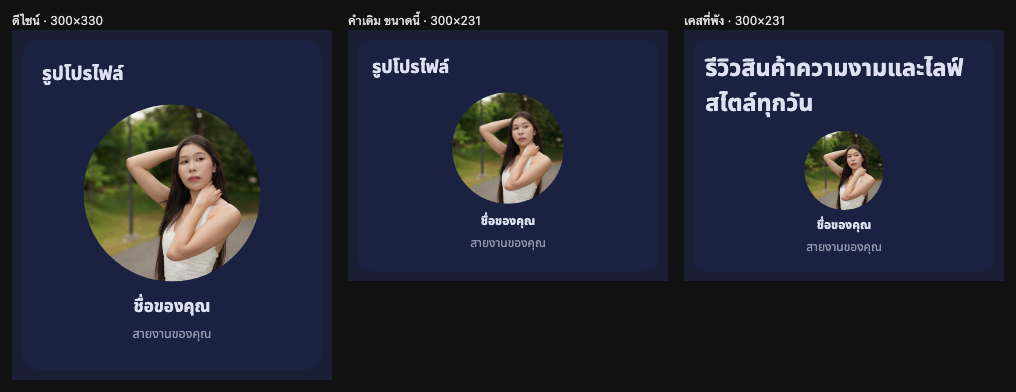 ดีไซน์ · 300×330
รูปโปรไฟล์
ชื่อของคุณ
สายงานของคุณ
คำเดิม ขนาดนี้ · 300×231
รูปโปรไฟล์
ชื่อของคุณ
สายงานของคุณ
เคสที่พัง · 300×231
รีวิวสินค้าความงามและไลฟ์
สไตล์ทุกวัน
ชื่อของคุณ
สายงานของคุณ